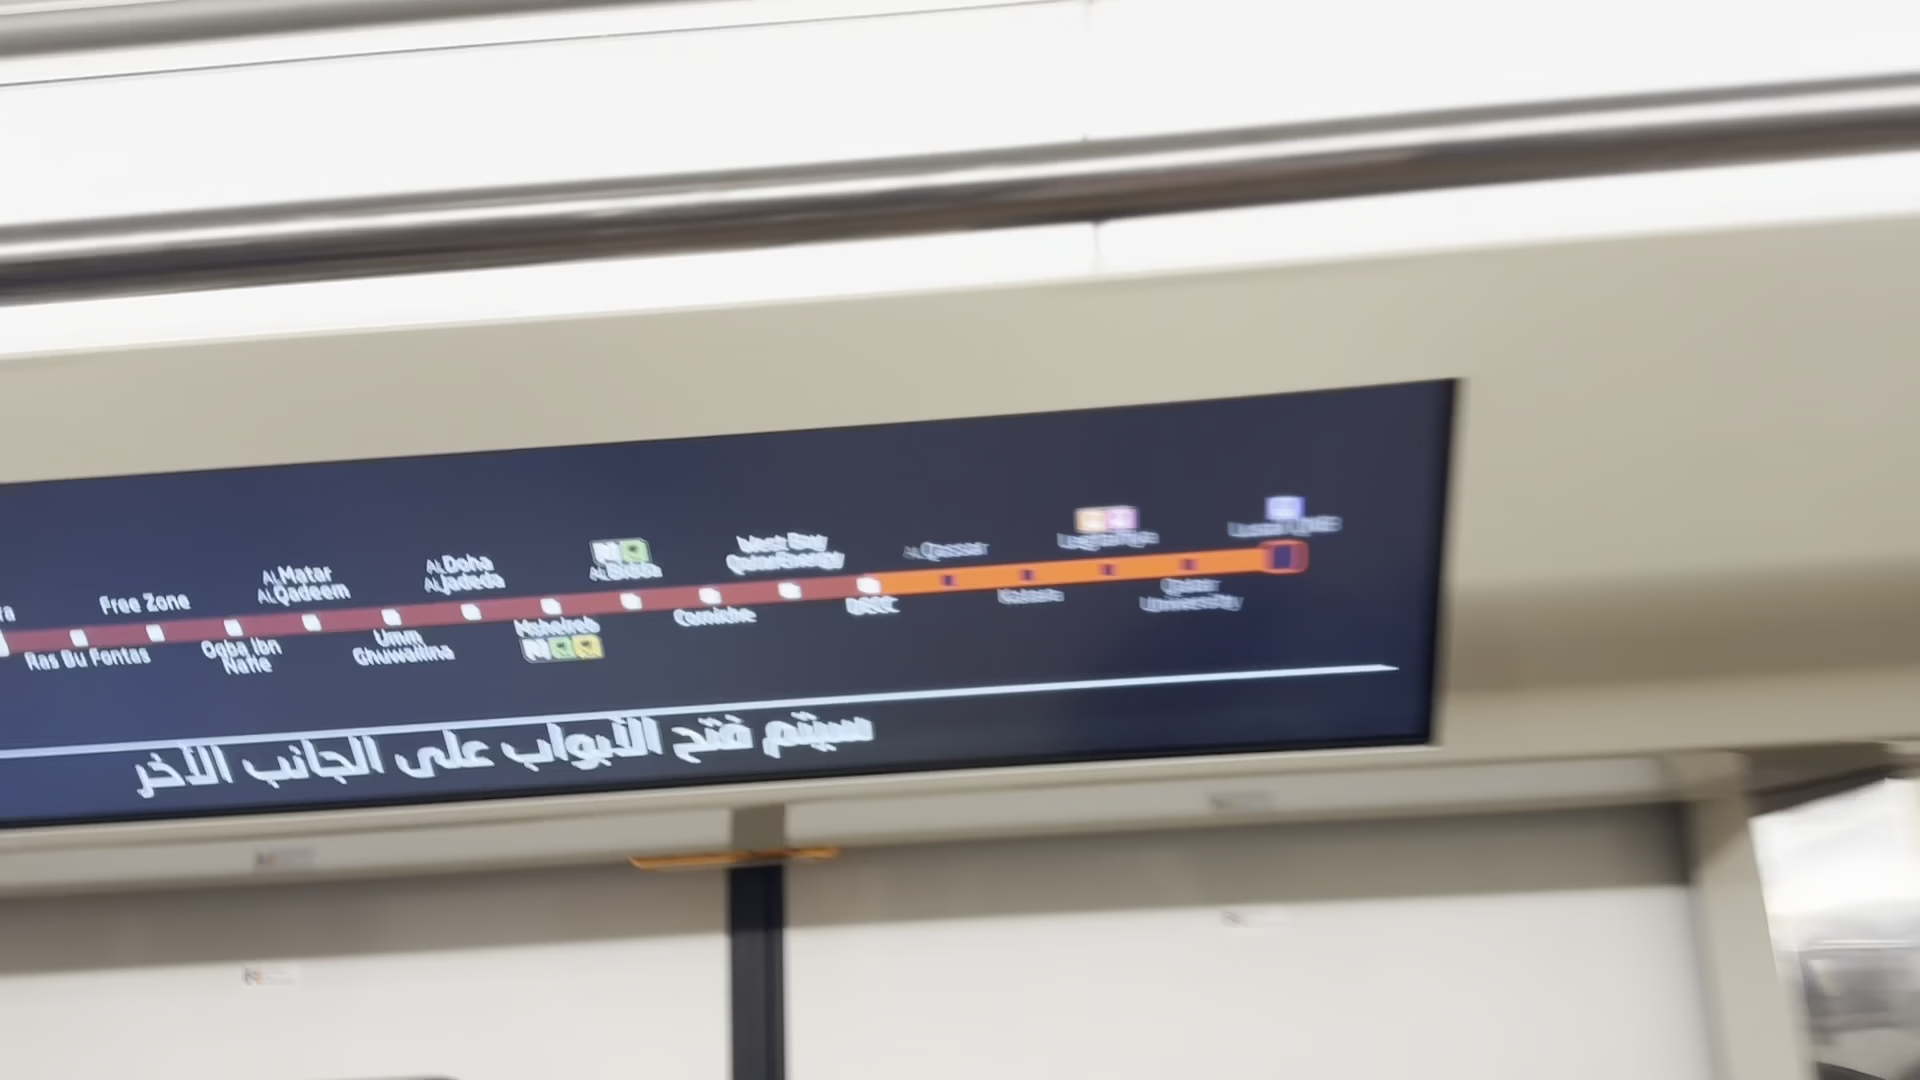 Free Zone
AL Matar
AL Qadeem
AL Doha
AL Jadeda
AL Bidda
West Bay
QatarEnergy
AL Qassar
Legtaifiya
Lusail QNB
Ras Bu Fontas
Oqba Ibn
Nafie
Umm
Ghuwailina
Msheireb
Corniche
DECC
Katara
Qatar
University
سيتم فتح الأبواب على الجانب الآخر